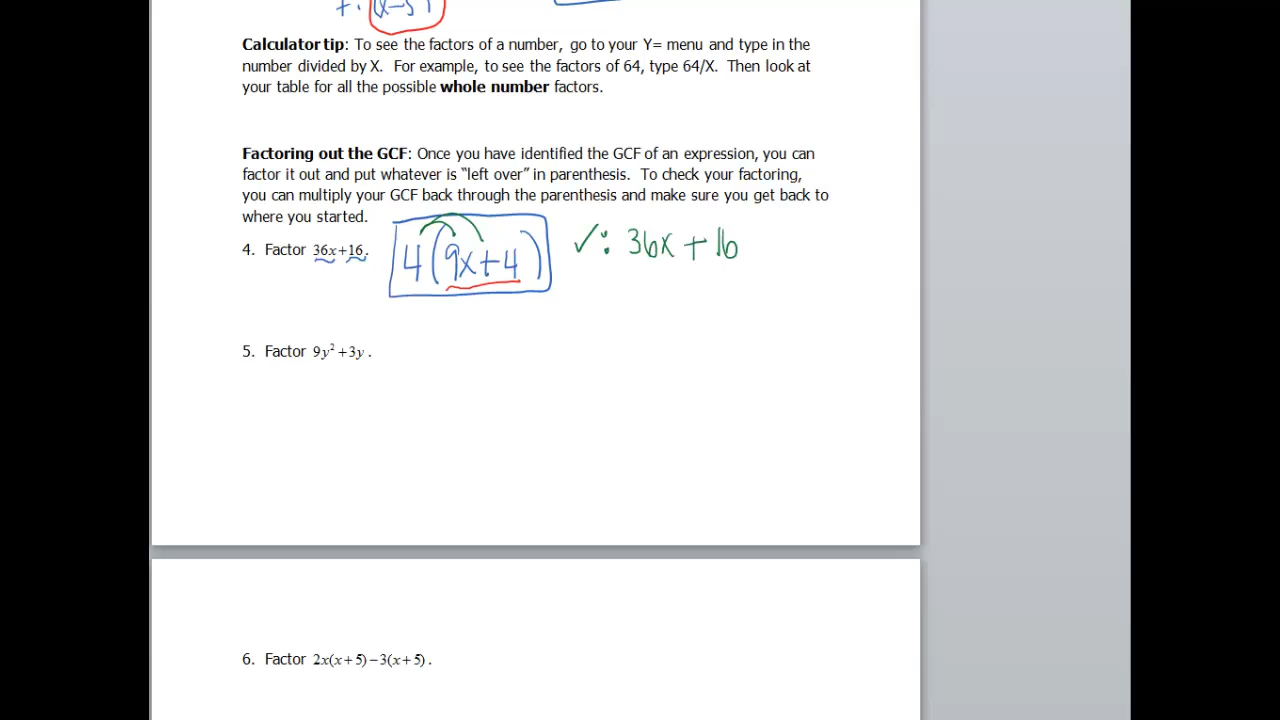 7 · (x-5)
Calculator tip: To see the factors of a number, go to your Y= menu and type in the
number divided by X. For example, to see the factors of 64, type 64/X. Then look at
your table for all the possible whole number factors.
Factoring out the GCF: Once you have identified the GCF of an expression, you can
factor it out and put whatever is “left over” in parenthesis. To check your factoring,
you can multiply your GCF back through the parenthesis and make sure you get back to
where you started.
4. Factor 36x+16. 4(9x+4) ✓: 36x + 16
5. Factor 9y²+3y.
6. Factor 2x(x+5)−3(x+5).